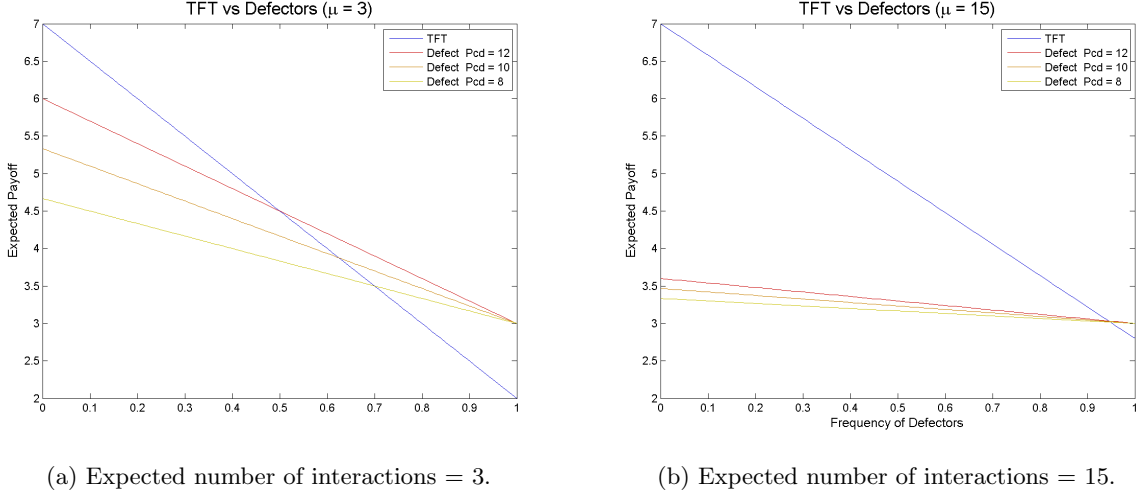 TFT vs Defectors (μ = 3)
7
6.5
6
5.5
5
4.5
4
3.5
3
2.5
2
Expected Payoff
0 0.1 0.2 0.3 0.4 0.5 0.6 0.7 0.8 0.9 1
TFT
Defect Pcd = 12
Defect Pcd = 10
Defect Pcd = 8
(a) Expected number of interactions = 3.
TFT vs Defectors (μ = 15)
7
6.5
6
5.5
5
4.5
4
3.5
3
2.5
2
Expected Payoff
0 0.1 0.2 0.3 0.4 0.5 0.6 0.7 0.8 0.9 1
Frequency of Defectors
TFT
Defect Pcd = 12
Defect Pcd = 10
Defect Pcd = 8
(b) Expected number of interactions = 15.